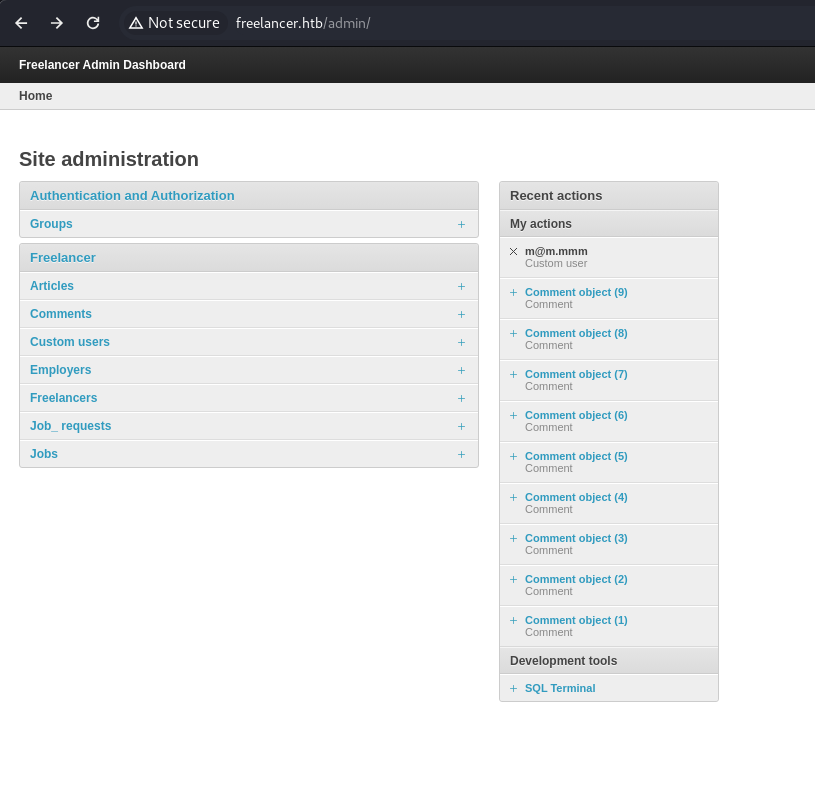 Not secure freelancer.htb/admin/
Freelancer Admin Dashboard
Home
Site administration
Authentication and Authorization
Groups +
Freelancer
Articles +
Comments +
Custom users +
Employers +
Freelancers +
Job_ requests +
Jobs +
Recent actions
My actions
m@m.mmm
Custom user
+ Comment object (9)
Comment
+ Comment object (8)
Comment
+ Comment object (7)
Comment
+ Comment object (6)
Comment
+ Comment object (5)
Comment
+ Comment object (4)
Comment
+ Comment object (3)
Comment
+ Comment object (2)
Comment
+ Comment object (1)
Comment
Development tools
+ SQL Terminal